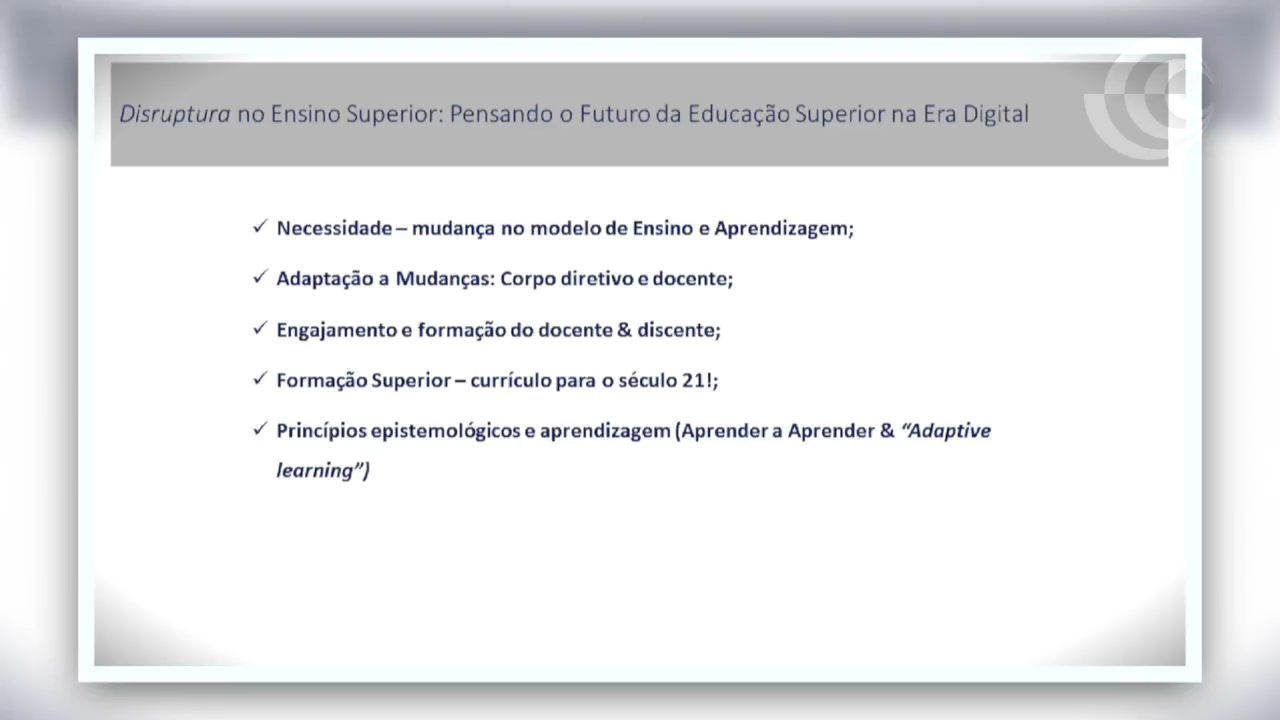 Disruptura no Ensino Superior: Pensando o Futuro da Educação Superior na Era Digital
✓ Necessidade – mudança no modelo de Ensino e Aprendizagem;
✓ Adaptação a Mudanças: Corpo diretivo e docente;
✓ Engajamento e formação do docente & discente;
✓ Formação Superior – currículo para o século 21!;
✓ Princípios epistemológicos e aprendizagem (Aprender a Aprender & “Adaptive
learning”)